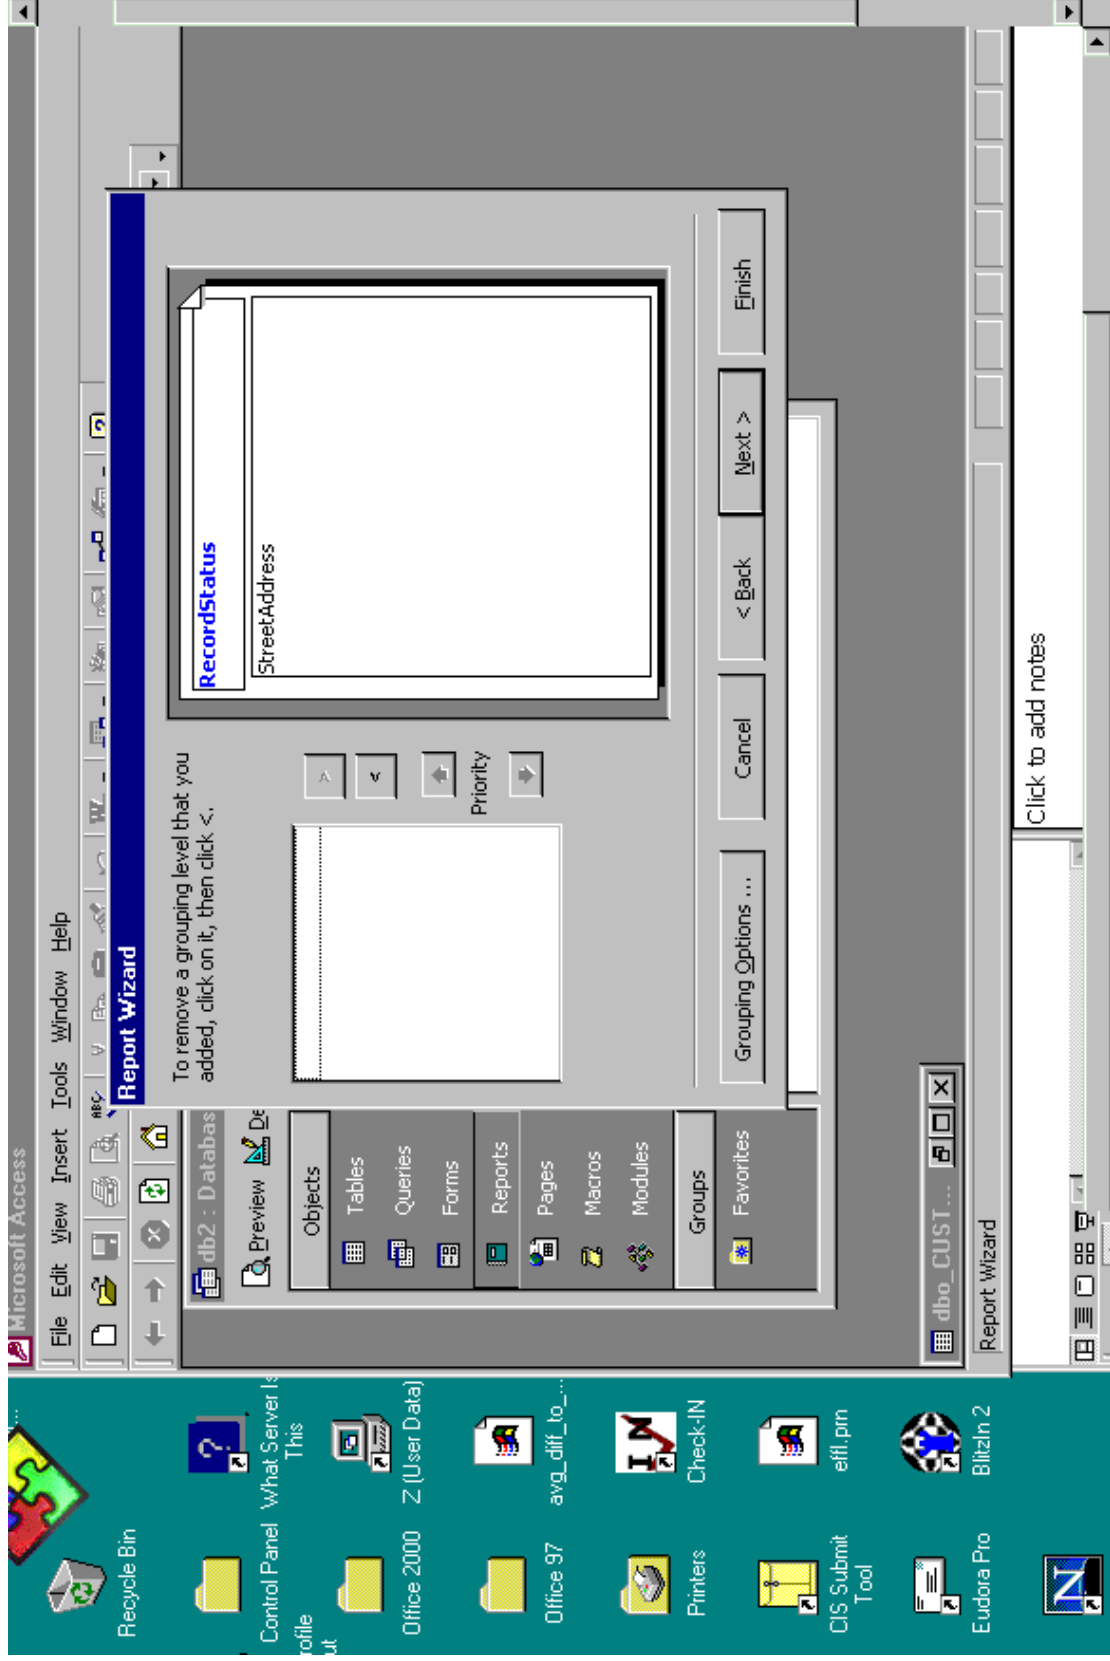 Microsoft Access
File Edit View Insert Tools Window Help
Report Wizard
To remove a grouping level that you
added, click on it, then click <.
RecordStatus
StreetAddress
>
<
Priority
Grouping Options ...
Cancel
< Back
Next >
Finish
db2 : Databas
Preview De
Objects
Tables
Queries
Forms
Reports
Pages
Macros
Modules
Groups
Favorites
dbo_CUST...
Report Wizard
Click to add notes
Recycle Bin
Control Panel
What Server Is
This
rofile
ut
Office 2000
Z (User Data)
Office 97
avg_diff_to_...
Printers
Check-IN
CIS Submit
Tool
effl.prn
Eudora Pro
BlitzIn 2